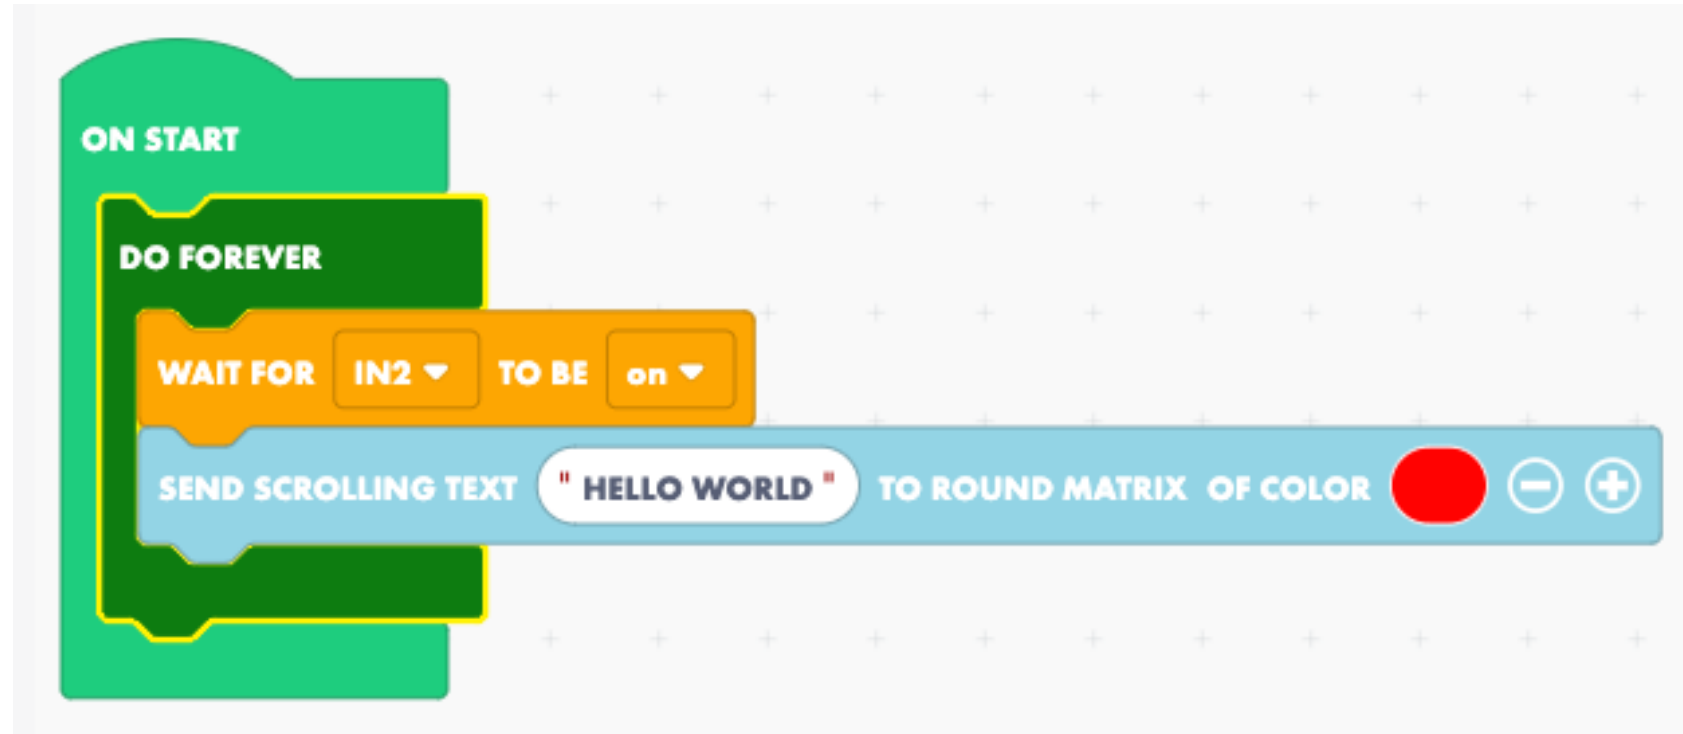 ON START
DO FOREVER
WAIT FOR IN2 TO BE on
SEND SCROLLING TEXT " HELLO WORLD " TO ROUND MATRIX OF COLOR